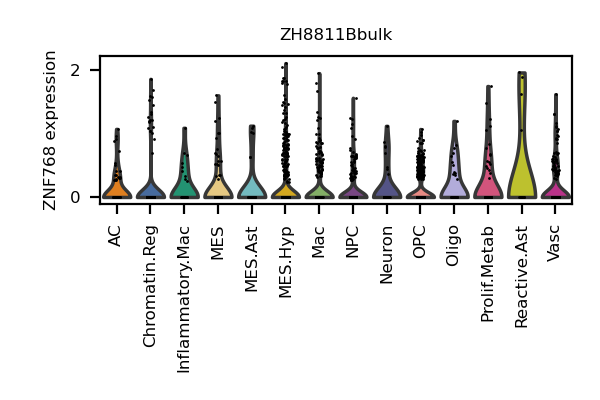 ZH8811Bbulk
ZNF768 expression
2
0
AC
Chromatin.Reg
Inflammatory.Mac
MES
MES.Ast
MES.Hyp
Mac
NPC
Neuron
OPC
Oligo
Prolif.Metab
Reactive.Ast
Vasc